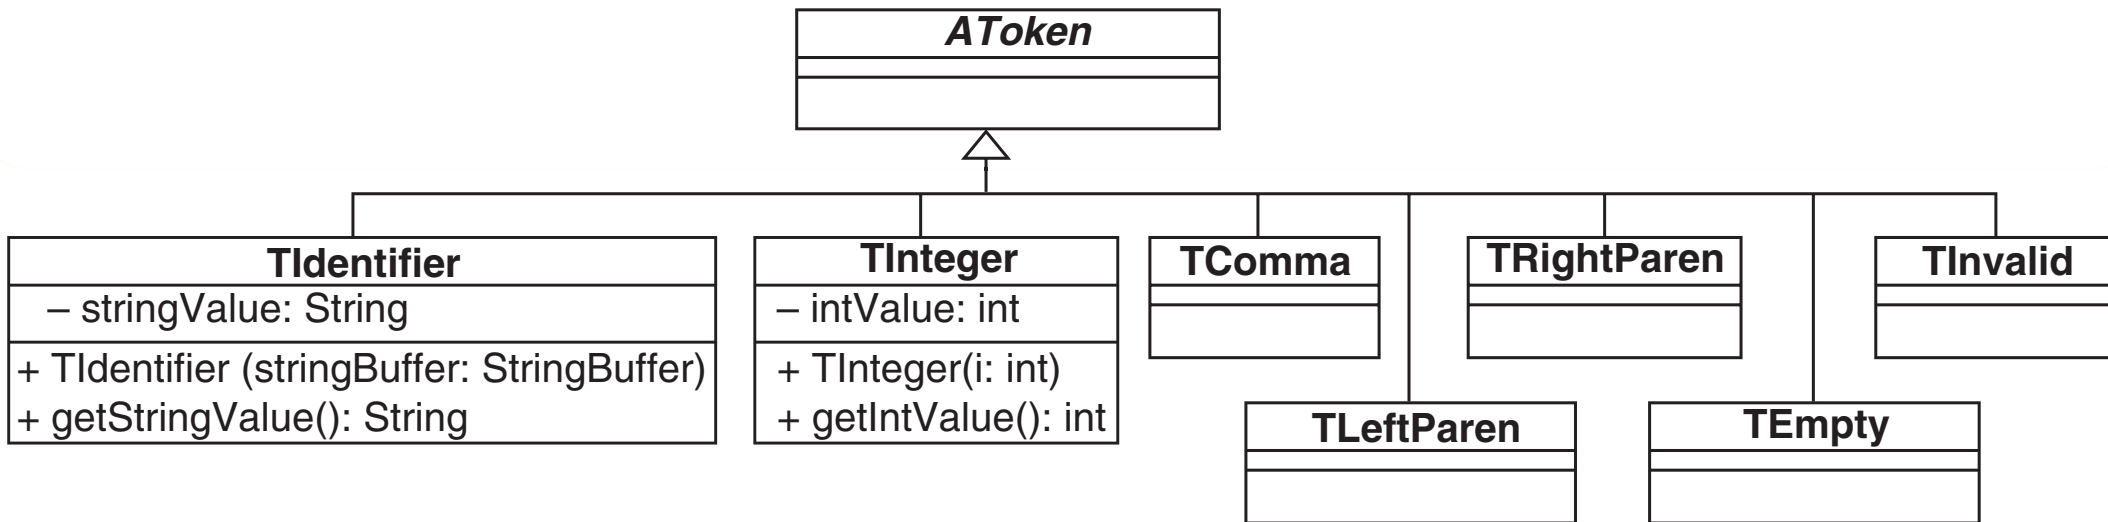 AToken
TIdentifier
– stringValue: String
+ TIdentifier (stringBuffer: StringBuffer)
+ getStringValue(): String
TInteger
– intValue: int
+ TInteger(i: int)
+ getIntValue(): int
TComma
TRightParen
TInvalid
TLeftParen
TEmpty